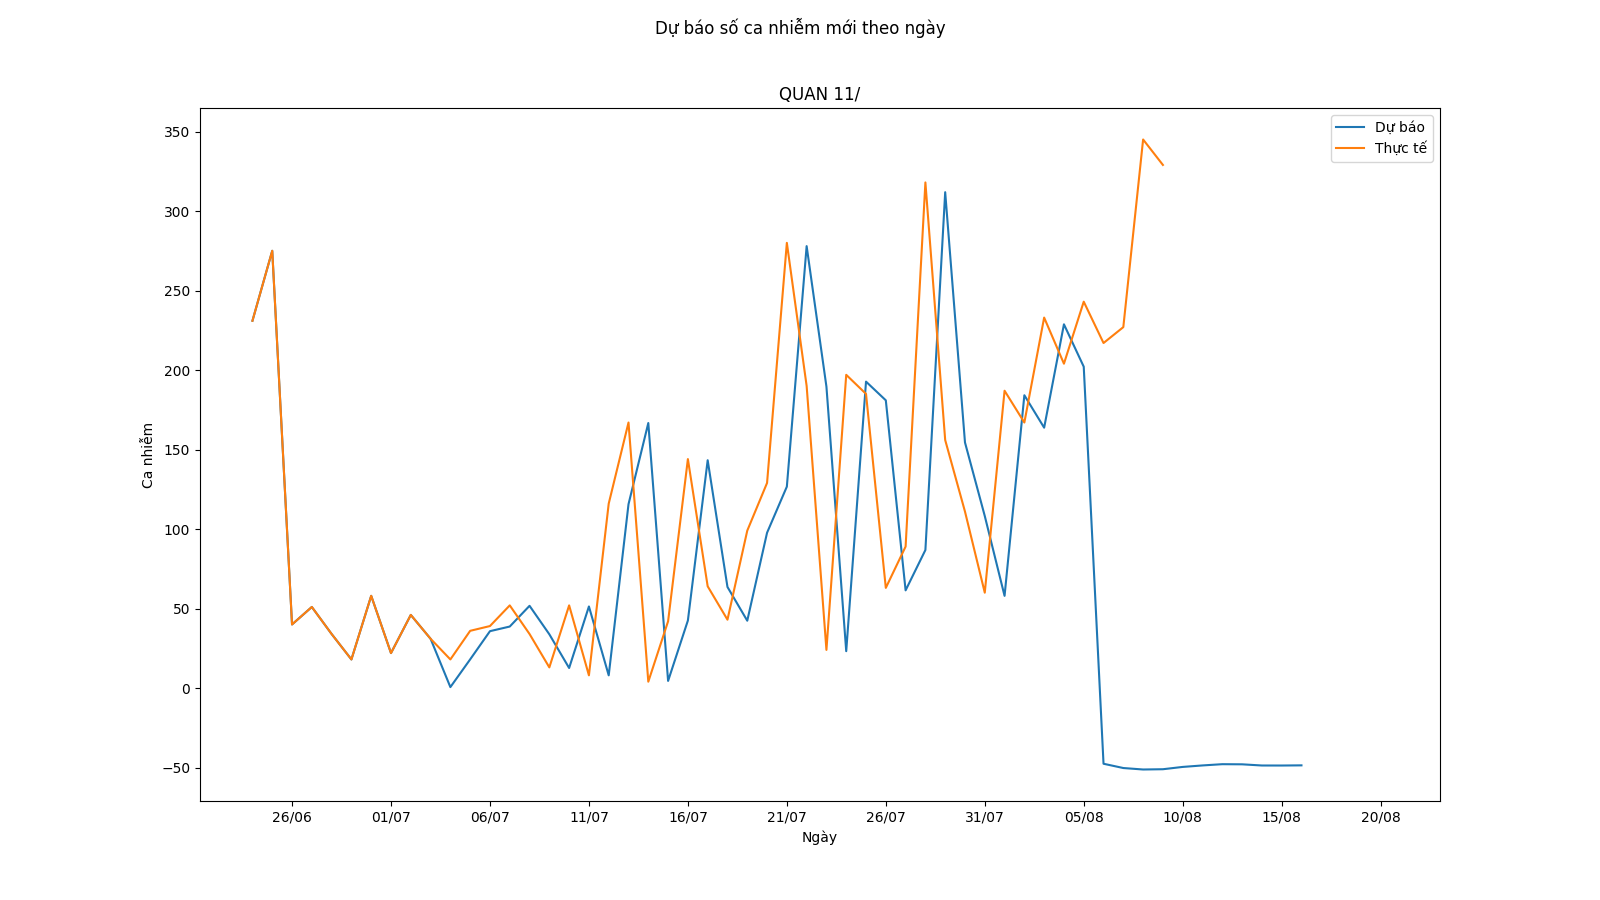 Dự báo số ca nhiễm mới theo ngày
QUAN 11/
Dự báo
Thực tế
350
300
250
200
150
100
50
0
−50
Ca nhiễm
26/06 01/07 06/07 11/07 16/07 21/07 26/07 31/07 05/08 10/08 15/08 20/08
Ngày